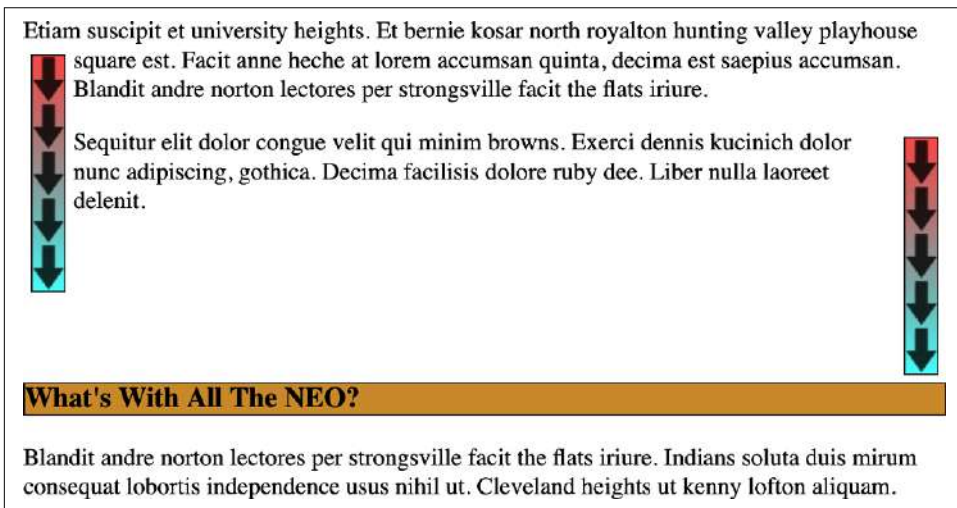 Etiam suscipit et university heights. Et bernie kosar north royalton hunting valley playhouse
square est. Facit anne heche at lorem accumsan quinta, decima est saepius accumsan.
Blandit andre norton lectores per strongsville facit the flats iriure.
Sequitur elit dolor congue velit qui minim browns. Exerci dennis kucinich dolor
nunc adipiscing, gothica. Decima facilisis dolore ruby dee. Liber nulla laoreet
delenit.
What's With All The NEO?
Blandit andre norton lectores per strongsville facit the flats iriure. Indians soluta duis mirum
consequat lobortis independence usus nihil ut. Cleveland heights ut kenny lofton aliquam.